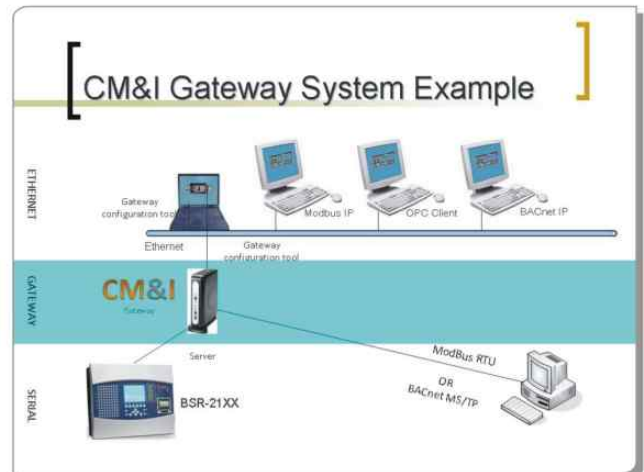 CM&I Gateway System Example
ETHERNET
Gateway
configuration tool
Modbus IP
OPC Client
BACnet IP
Ethernet
Gateway
configuration tool
GATEWAY
CM&I
Gateway
Server
SERIAL
BSR-21XX
ModBus RTU
OR
BACnet MS/TP